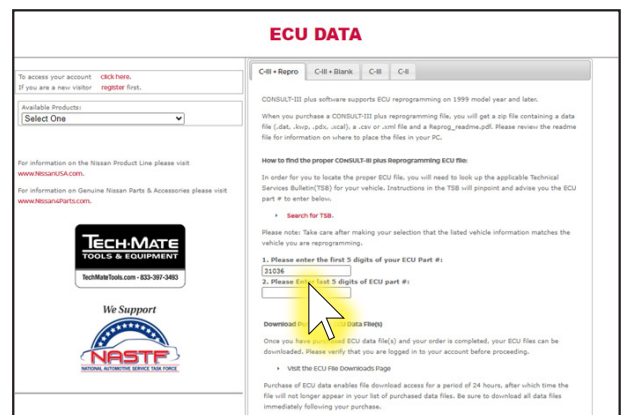 ECU DATA
To access your account click here.
If you are a new visitor register first.
Available Products:
Select One
For information on the Nissan Product Line please visit
www.NissanUSA.com.
For information on Genuine Nissan Parts & Accessories please visit
www.Nissan4Parts.com.
TECH-MATE
TOOLS & EQUIPMENT
TechMateTools.com - 833-397-3493
We Support
NASTF
NATIONAL AUTOMOTIVE SERVICE TASK FORCE
C-III + Repro C-III + Blank C-III C-II
CONSULT-III plus software supports ECU reprogramming on 1999 model year and later.
When you purchase a CONSULT-III plus reprogramming file, you will get a zip file containing a data
file (.dat, .kwp, .pdx, .xcal), a .csv or .xml file and a Reprog_readme.pdf. Please review the readme
file for information on where to place the files in your PC.
How to find the proper CONSULT-III plus Reprogramming ECU file:
In order for you to locate the proper ECU file, you will need to look up the applicable Technical
Services Bulletin(TSB) for your vehicle. Instructions in the TSB will pinpoint and advise you the ECU
part # to enter below.
Search for TSB.
Please note: Take care after making your selection that the listed vehicle information matches the
vehicle you are reprogramming.
1. Please enter the first 5 digits of your ECU Part #:
31036
2. Please Enter last 5 digits of ECU part #:
Download ECU Data File(s)
Once you have purchased ECU data file(s) and your order is completed, your ECU files can be
downloaded. Please verify that you are logged in to your account before proceeding.
Visit the ECU File Downloads Page
Purchase of ECU data enables file download access for a period of 24 hours, after which time the
file will not longer appear in your list of purchased data files. Be sure to download all data files
immediately following your purchase.